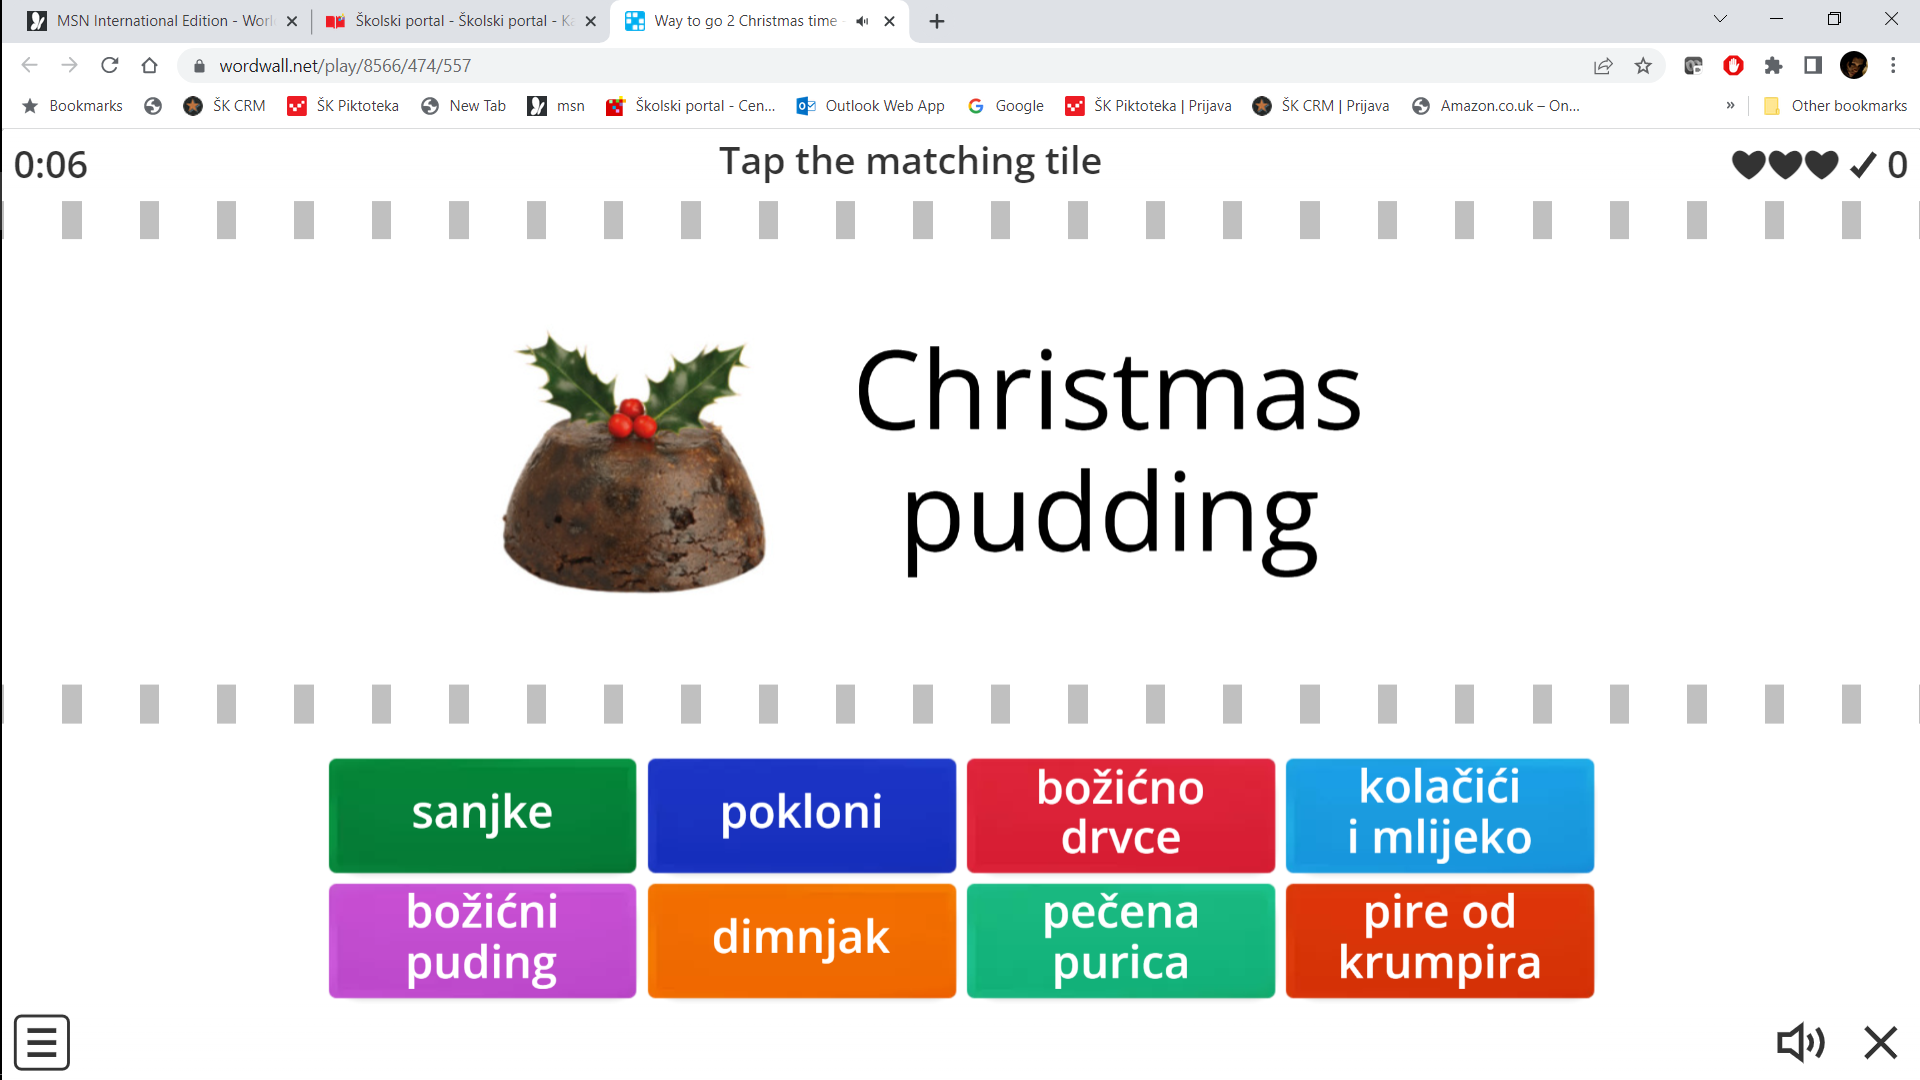 MSN International Edition - Worl
Školski portal - Školski portal - Ka
Way to go 2 Christmas time -
wordwall.net/play/8566/474/557
Bookmarks
ŠK CRM
ŠK Piktoteka
New Tab
msn
Školski portal - Cen...
Outlook Web App
Google
ŠK Piktoteka | Prijava
ŠK CRM | Prijava
Amazon.co.uk – On...
»
Other bookmarks
0:06
Tap the matching tile
0
Christmas
pudding
sanjke
pokloni
božićno
drvce
kolačići
i mlijeko
božićni
puding
dimnjak
pečena
purica
pire od
krumpira